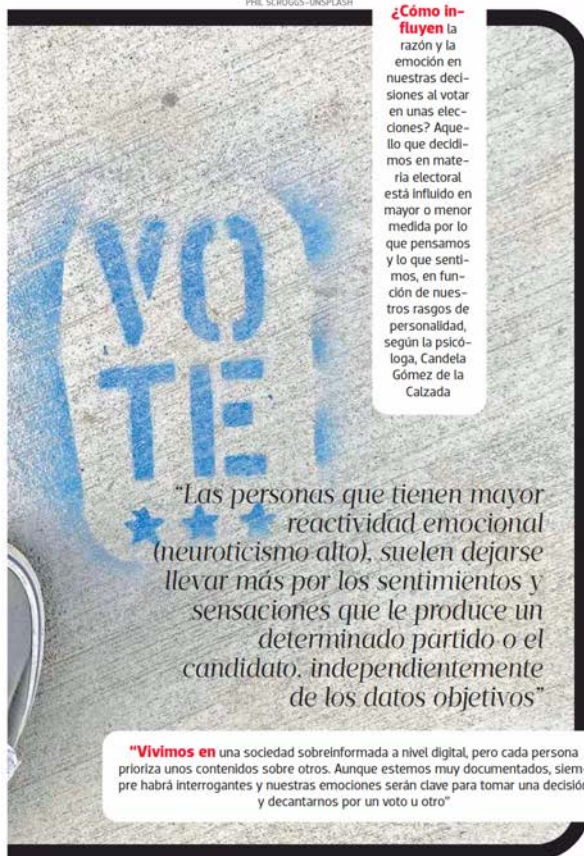 PHIL SCROGGS-UNSPLASH
¿Cómo in-
fluyen la
razón y la
emoción en
nuestras deci-
siones al votar
en unas elec-
ciones? Aque-
llo que decidi-
mos en mate-
ria electoral
está influido en
mayor o menor
medida por lo
que pensamos
y lo que senti-
mos, en fun-
ción de nues-
tros rasgos de
personalidad,
según la psicó-
loga, Candela
Gómez de la
Calzada
VO
TE
“Las personas que tienen mayor
reactividad emocional
(neuroticismo alto), suelen dejarse
llevar más por los sentimientos y
sensaciones que le produce un
determinado partido o el
candidato, independientemente
de los datos objetivos”
"Vivimos en una sociedad sobreinformada a nivel digital, pero cada persona
prioriza unos contenidos sobre otros. Aunque estemos muy documentados, siem-
pre habrá interrogantes y nuestras emociones serán clave para tomar una decisión
y decantarnos por un voto u otro"